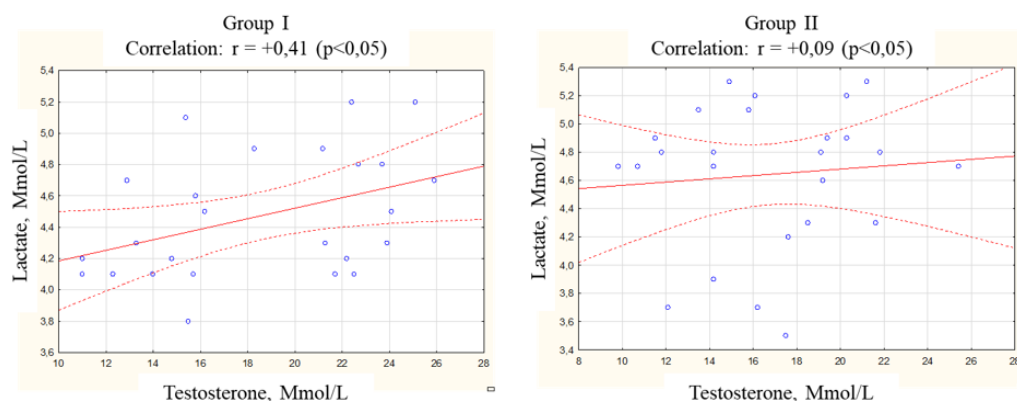 Group I
Correlation: r = +0,41 (p<0,05)
5,4
5,2
5,0
4,8
4,6
4,4
4,2
4,0
3,8
3,6
Lactate, Mmol/L
10 12 14 16 18 20 22 24 26 28
Testosterone, Mmol/L
Group II
Correlation: r = +0,09 (p<0,05)
5,4
5,2
5,0
4,8
4,6
4,4
4,2
4,0
3,8
3,6
3,4
Lactate, Mmol/L
8 10 12 14 16 18 20 22 24 26 28
Testosterone, Mmol/L